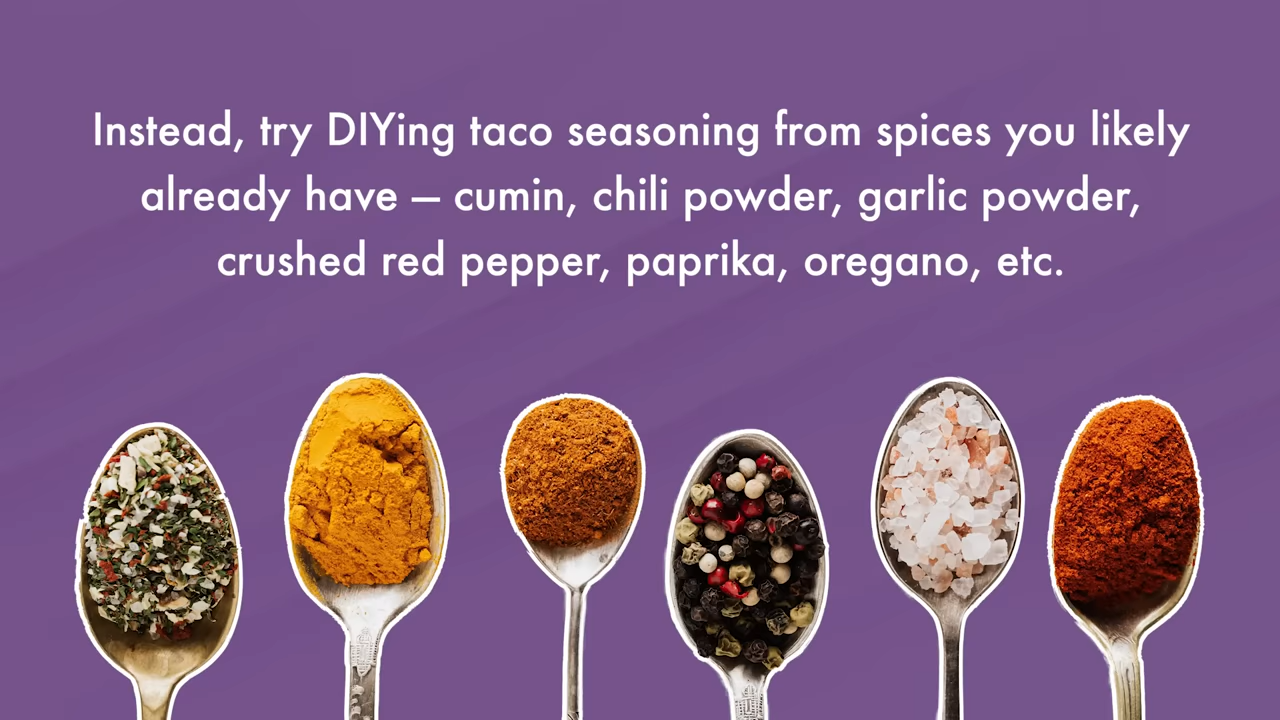 Instead, try DIYing taco seasoning from spices you likely
already have — cumin, chili powder, garlic powder,
crushed red pepper, paprika, oregano, etc.